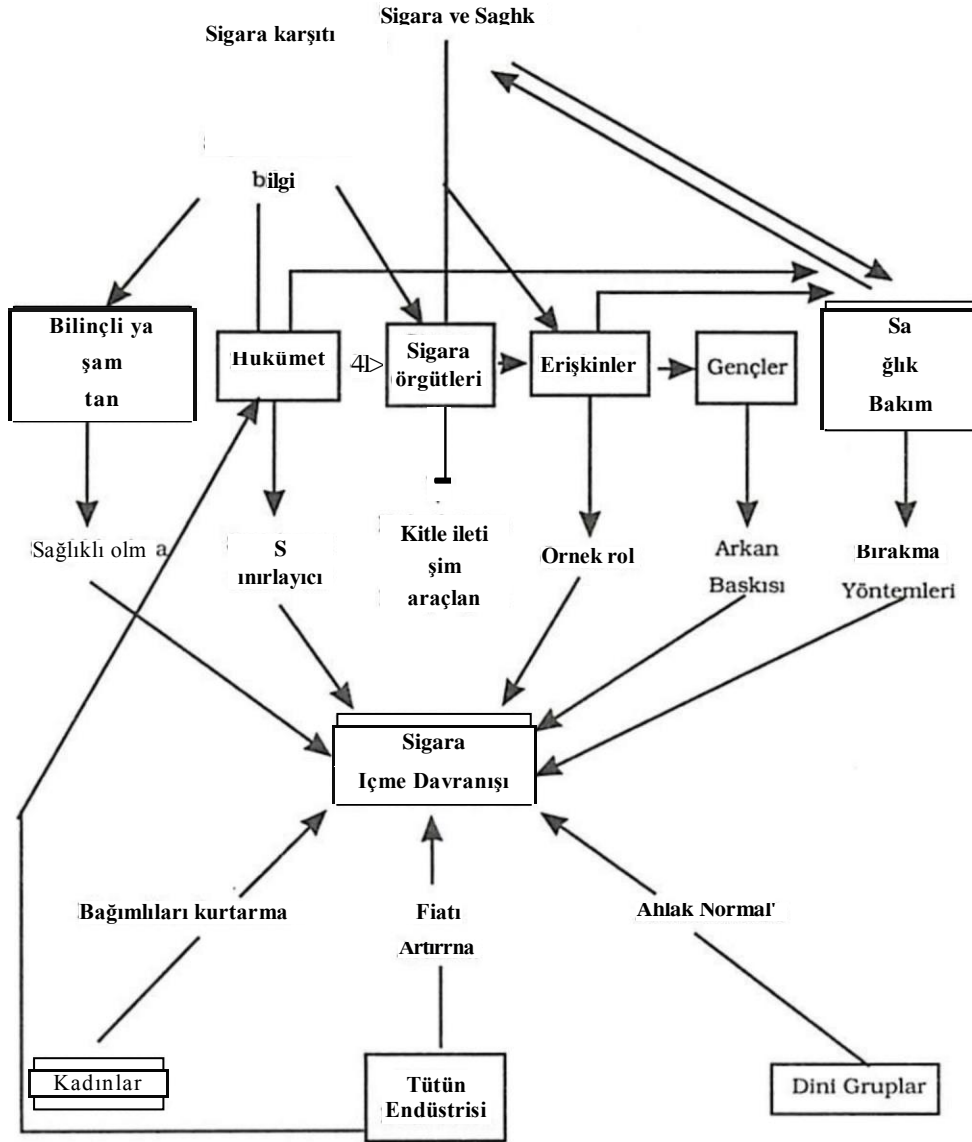 Sigara ve Saghk
Sigara karşıtı
bilgi
Bilinçli ya
şam
tan
Hukümet
4▷
Sigara
örgütleri
Erişkinler
Gençler
Sa
ğlık
Bakım
Sağlıkli olm a
S
ınırlayıcı
Kitle ileti
şim
araçlan
Ornek rol
Arkan
Baskısı
Bırakma
Yöntemleri
Sigara
Içme Davranışı
Bağımlıları kurtarma
Fiatı
Artırrna
Ahlak Normal'
Kadınlar
Tütün
Endüstrisi
Dini Gruplar